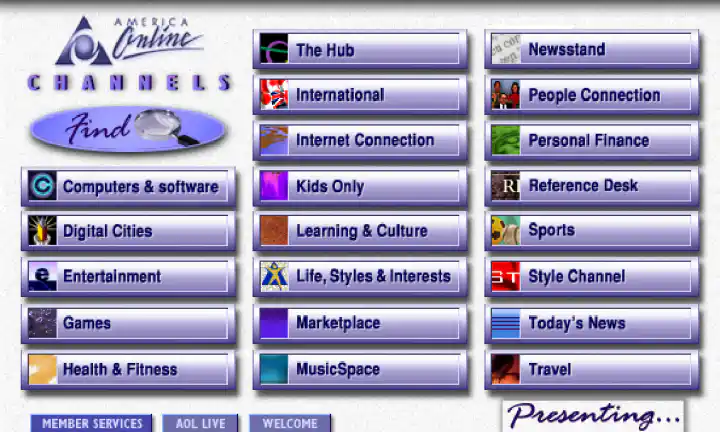 AMERICA
Online
CHANNELS
Find
Computers & software
Digital Cities
Entertainment
Games
Health & Fitness
The Hub
International
Internet Connection
Kids Only
Learning & Culture
Life, Styles & Interests
Marketplace
MusicSpace
Newsstand
People Connection
Personal Finance
Reference Desk
Sports
Style Channel
Today's News
Travel
MEMBER SERVICES
AOL LIVE
WELCOME
Presenting...